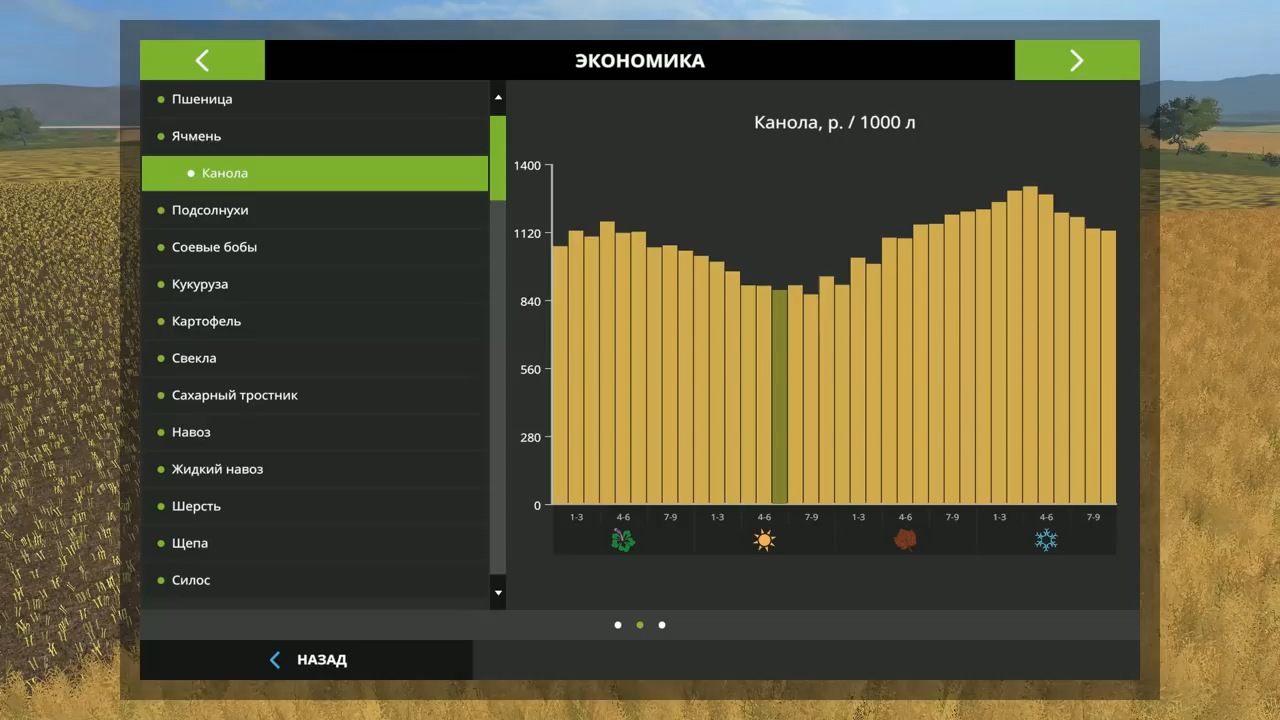 ЭКОНОМИКА
Пшеница
Ячмень
Канола
Подсолнухи
Соевые бобы
Кукуруза
Картофель
Свекла
Сахарный тростник
Навоз
Жидкий навоз
Шерсть
Щепа
Силос
Канола, р. / 1000 л
1400
1120
840
560
280
0
1-3 4-6 7-9 1-3 4-6 7-9 1-3 4-6 7-9 1-3 4-6 7-9
НАЗАД